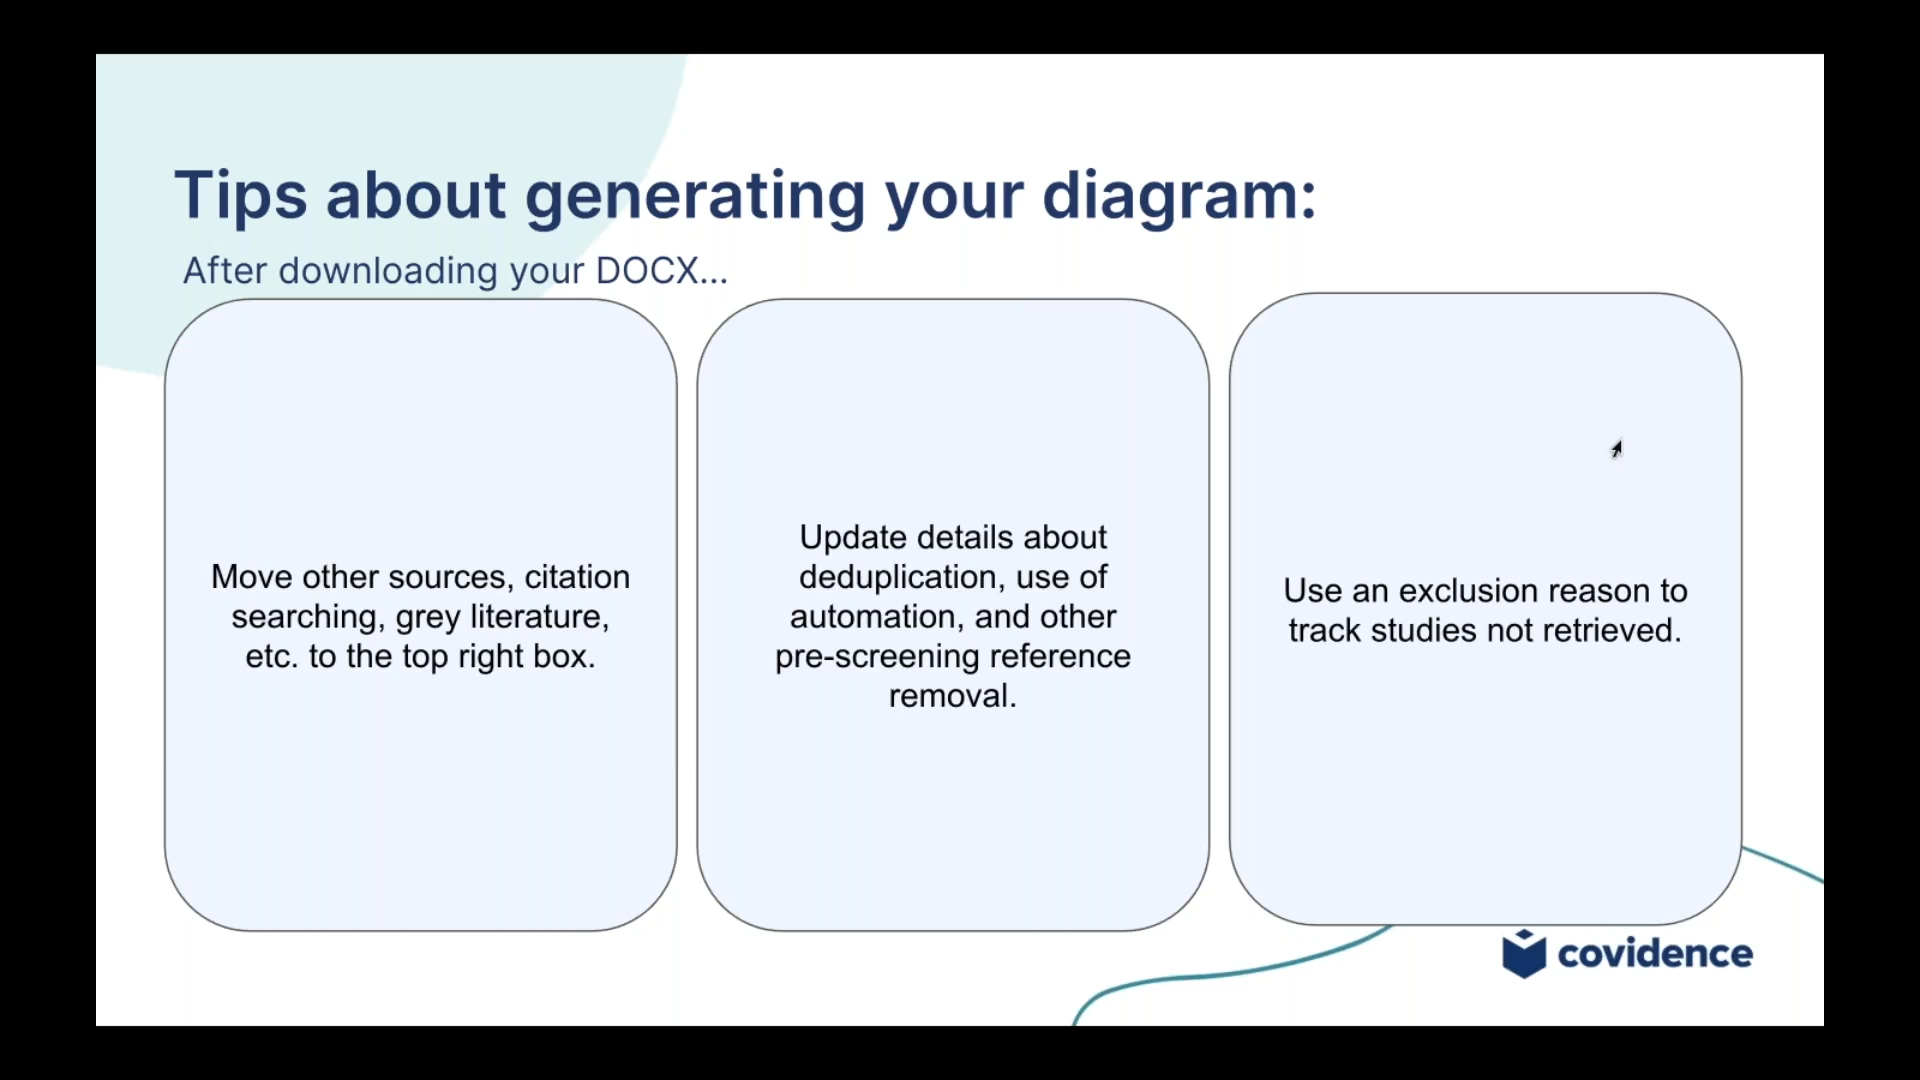 Tips about generating your diagram:
After downloading your DOCX...
Move other sources, citation
searching, grey literature,
etc. to the top right box.
Update details about
deduplication, use of
automation, and other
pre-screening reference
removal.
Use an exclusion reason to
track studies not retrieved.
covidence